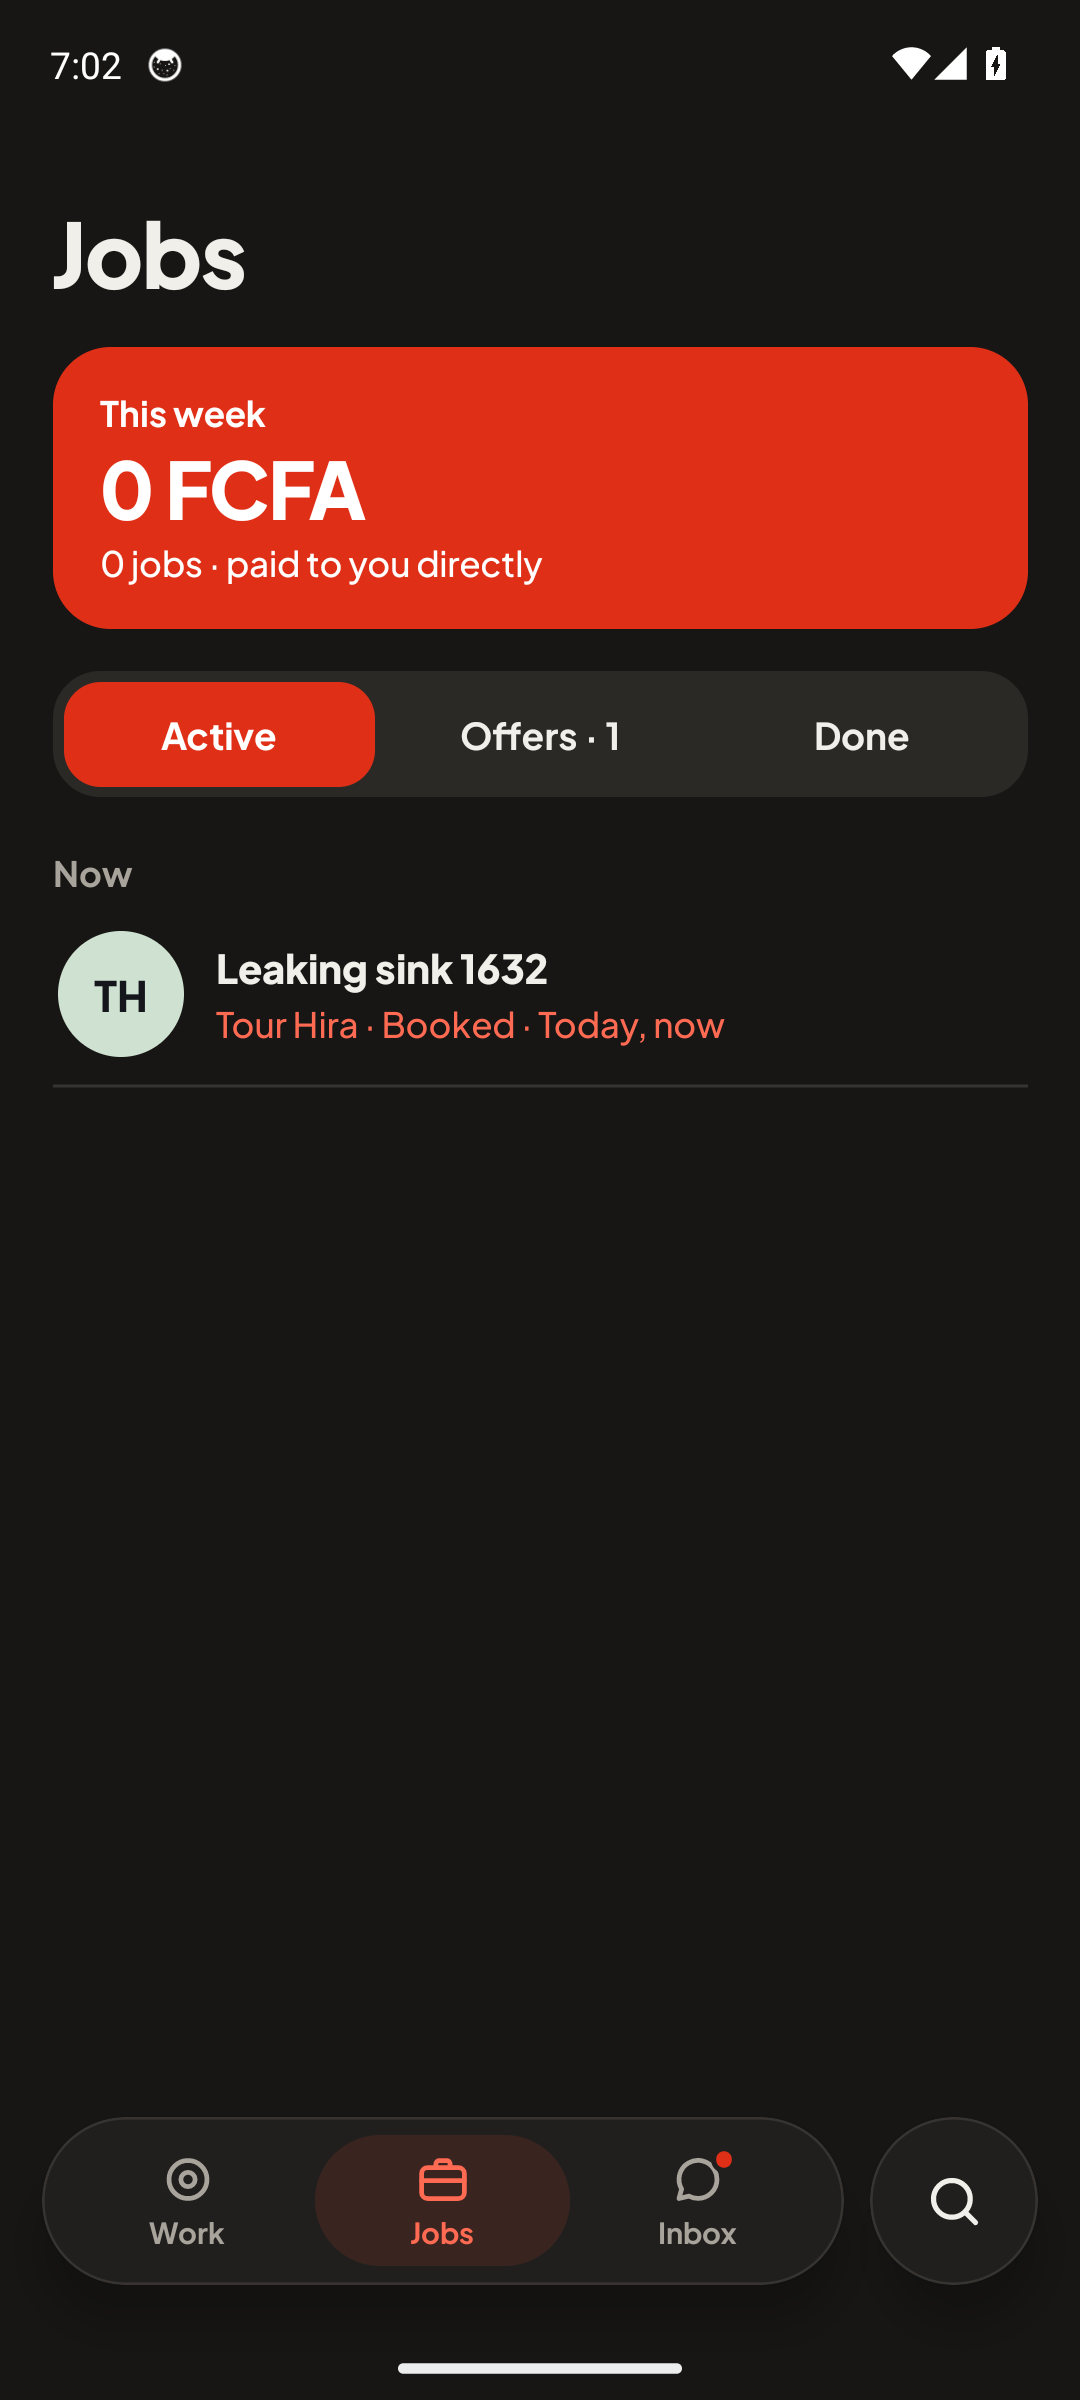 7:02
Jobs
This week
0 FCFA
0 jobs · paid to you directly
Active
Offers · 1
Done
Now
TH
Leaking sink 1632
Tour Hira · Booked · Today, now
Work
Jobs
Inbox